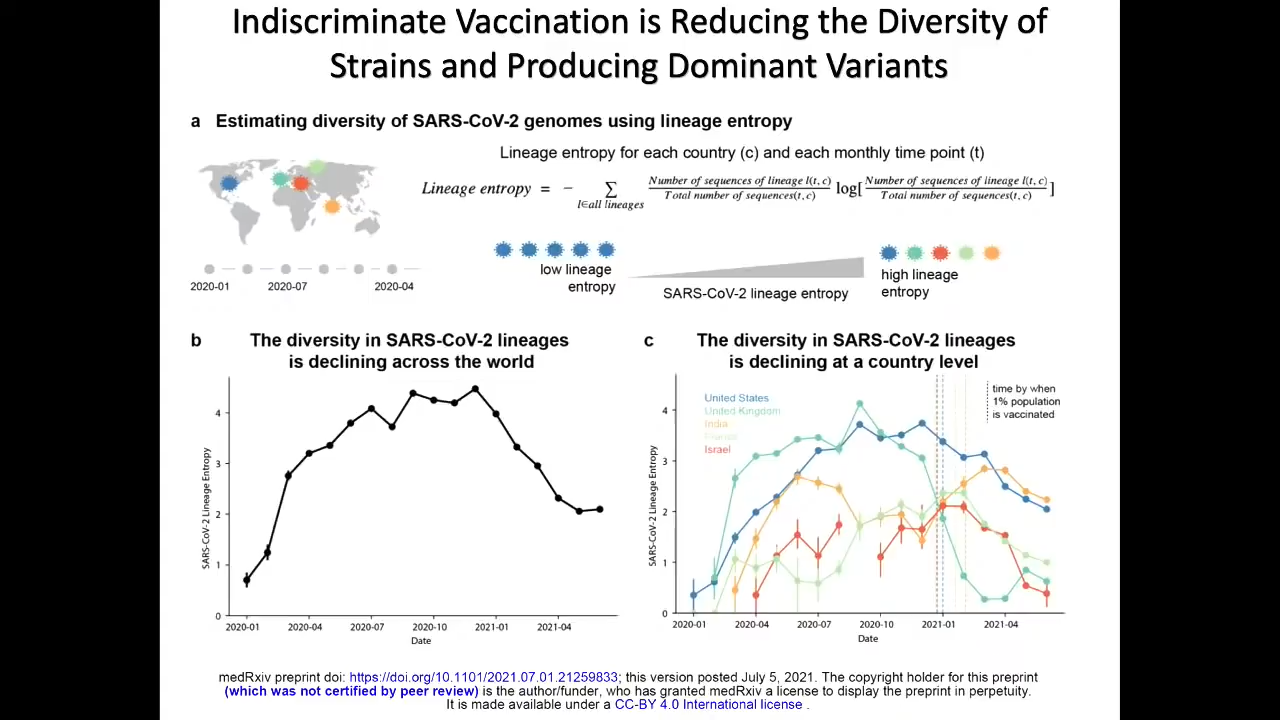 Indiscriminate Vaccination is Reducing the Diversity of
Strains and Producing Dominant Variants
a Estimating diversity of SARS-CoV-2 genomes using lineage entropy
Lineage entropy for each country (c) and each monthly time point (t)
Lineage entropy = − ∑ l∈all lineages Number of sequences of lineage l(t, c) / Total number of sequences(t, c) log[ Number of sequences of lineage l(t, c) / Total number of sequences(t, c) ]
2020-01 2020-07 2020-04
low lineage
entropy
SARS-CoV-2 lineage entropy
high lineage
entropy
b The diversity in SARS-CoV-2 lineages
is declining across the world
SARS-CoV-2 Lineage Entropy
4
3
2
1
0
2020-01 2020-04 2020-07 2020-10 2021-01 2021-04
Date
c The diversity in SARS-CoV-2 lineages
is declining at a country level
SARS-CoV-2 Lineage Entropy
4
3
2
1
0
United States
United Kingdom
India
France
Israel
time by when
1% population
is vaccinated
2020-01 2020-04 2020-07 2020-10 2021-01 2021-04
Date
medRxiv preprint doi: https://doi.org/10.1101/2021.07.01.21259833; this version posted July 5, 2021. The copyright holder for this preprint
(which was not certified by peer review) is the author/funder, who has granted medRxiv a license to display the preprint in perpetuity.
It is made available under a CC-BY 4.0 International license .